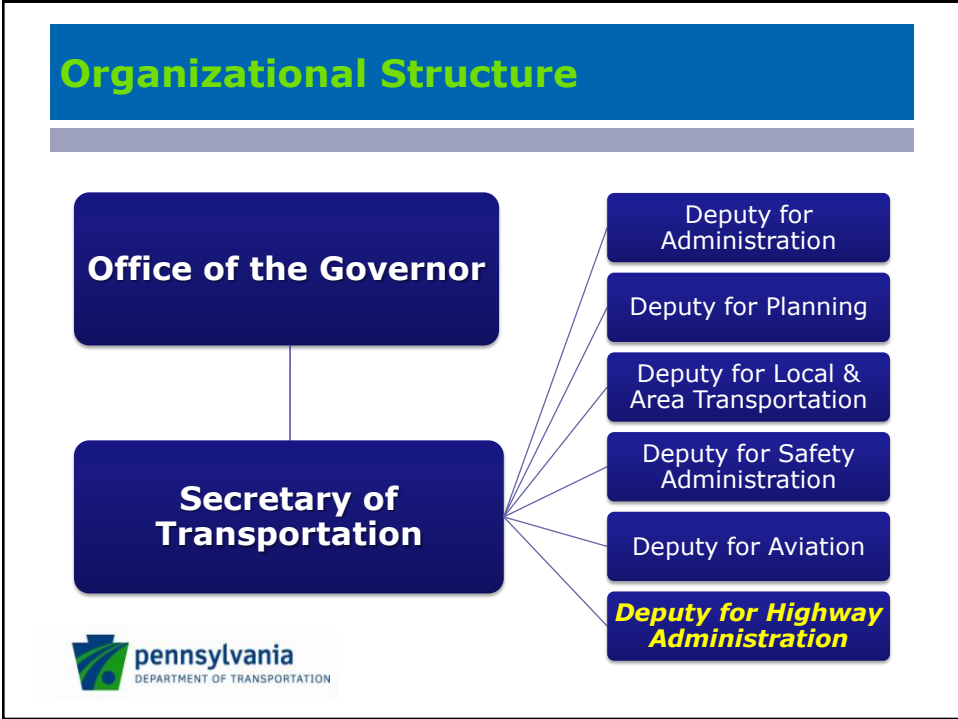 Organizational Structure
Office of the Governor
Secretary of
Transportation
Deputy for
Administration
Deputy for Planning
Deputy for Local &
Area Transportation
Deputy for Safety
Administration
Deputy for Aviation
Deputy for Highway
Administration
pennsylvania
DEPARTMENT OF TRANSPORTATION